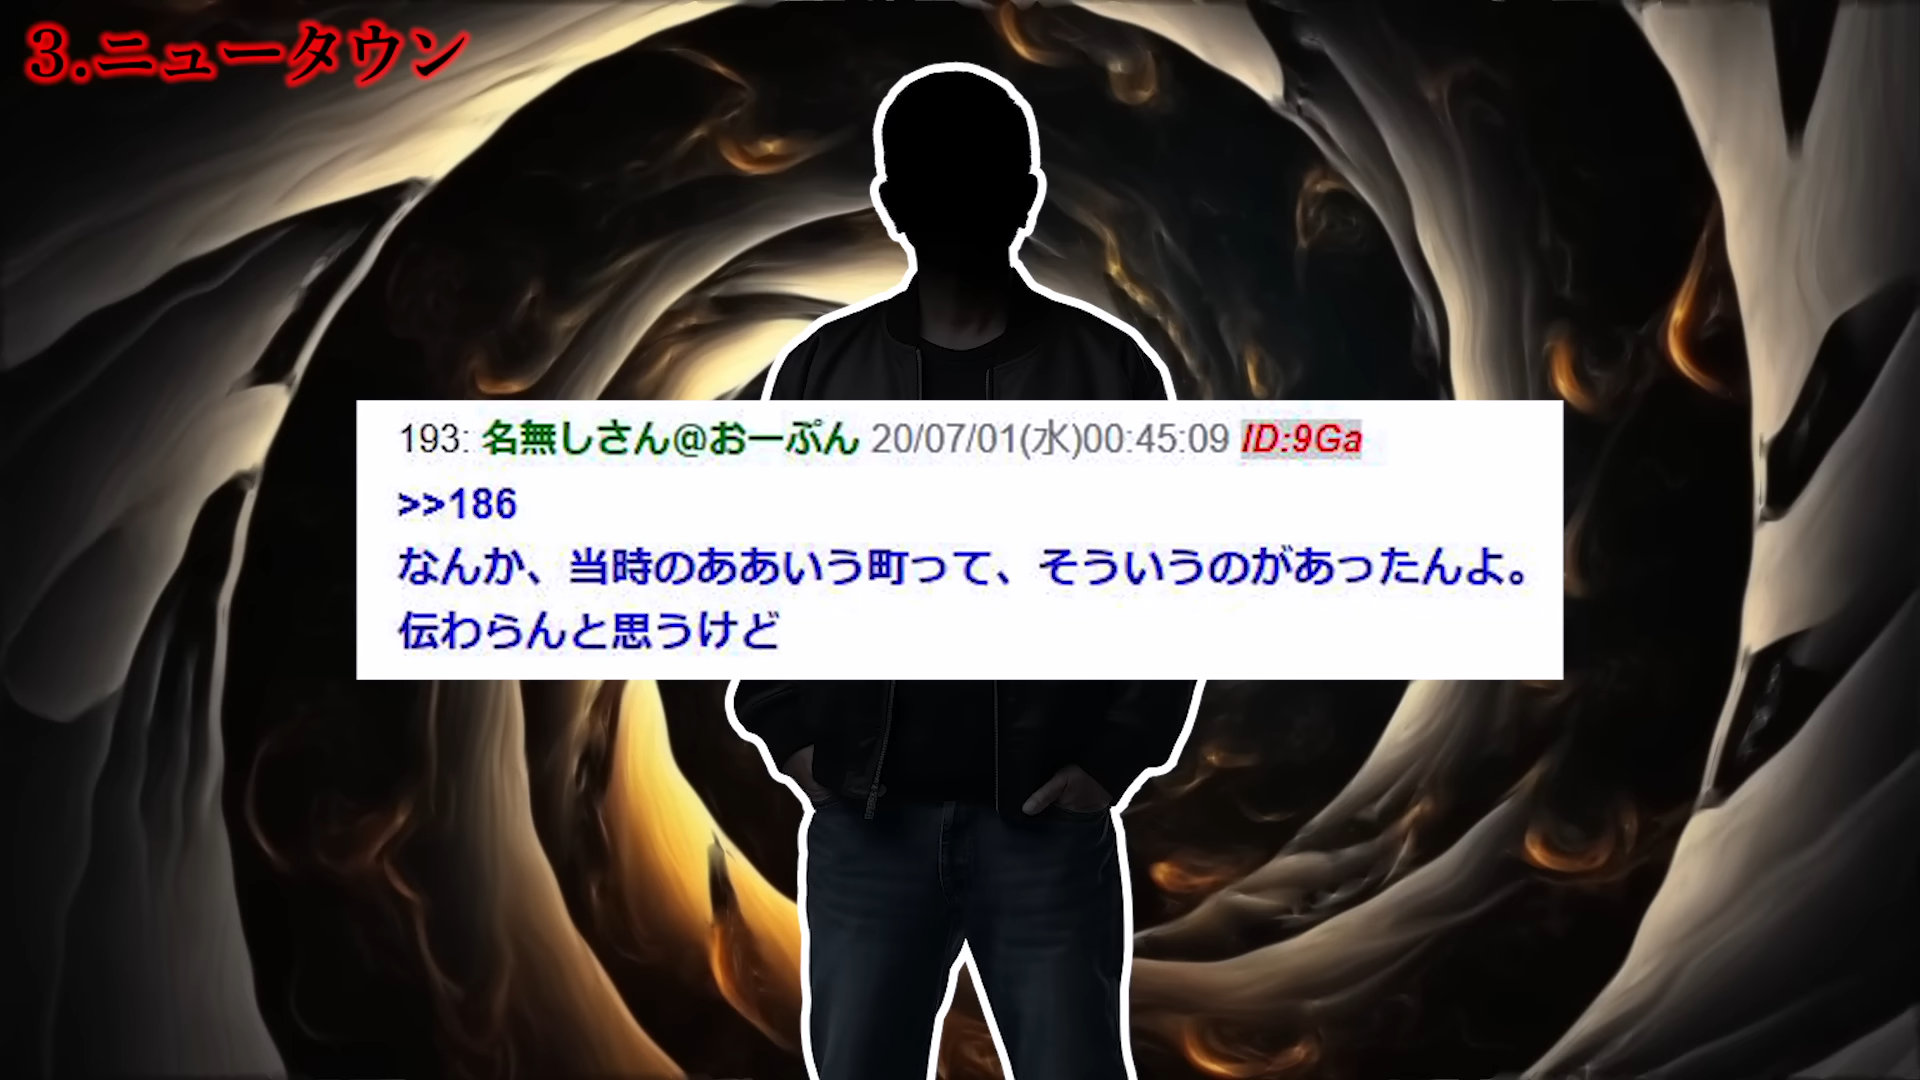 3.ニュータウン
193: 名無しさん@おーぷん 20/07/01(水)00:45:09 ID:9Ga
>>186
なんか、当時のああいう町って、そういうのがあったんよ。
伝わらんと思うけど